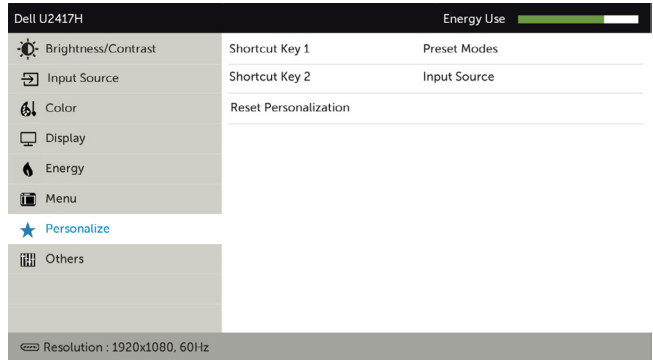 Dell U2417H Energy Use
Brightness/Contrast Shortcut Key 1 Preset Modes
Input Source Shortcut Key 2 Input Source
Color Reset Personalization
Display
Energy
Menu
Personalize
Others
Resolution : 1920x1080, 60Hz